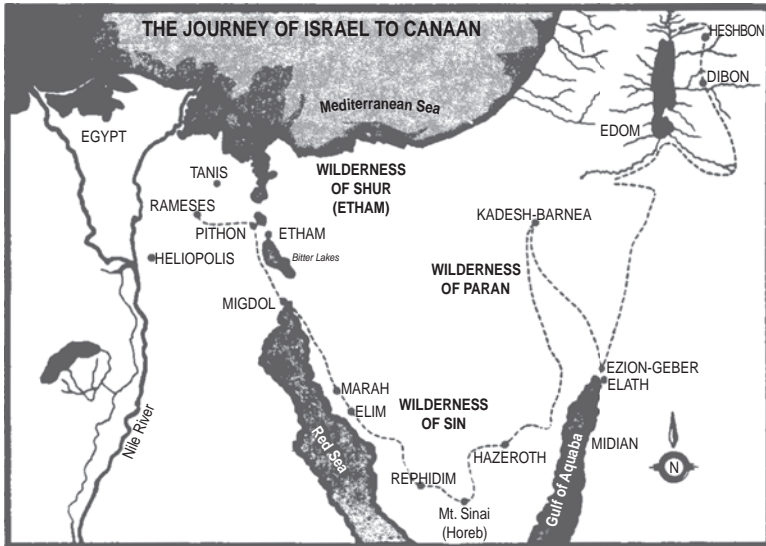 THE JOURNEY OF ISRAEL TO CANAAN
HESHBON
Mediterranean Sea
DIBON
EGYPT
EDOM
TANIS
WILDERNESS
OF SHUR
(ETHAM)
RAMESES
KADESH-BARNEA
PITHON
ETHAM
HELIOPOLIS
Bitter Lakes
WILDERNESS
OF PARAN
MIGDOL
EZION-GEBER
ELATH
MARAH
ELIM
WILDERNESS
OF SIN
Nile River
Red Sea
HAZEROTH
Gulf of Aquaba
MIDIAN
REPHIDIM
N
Mt. Sinai
(Horeb)